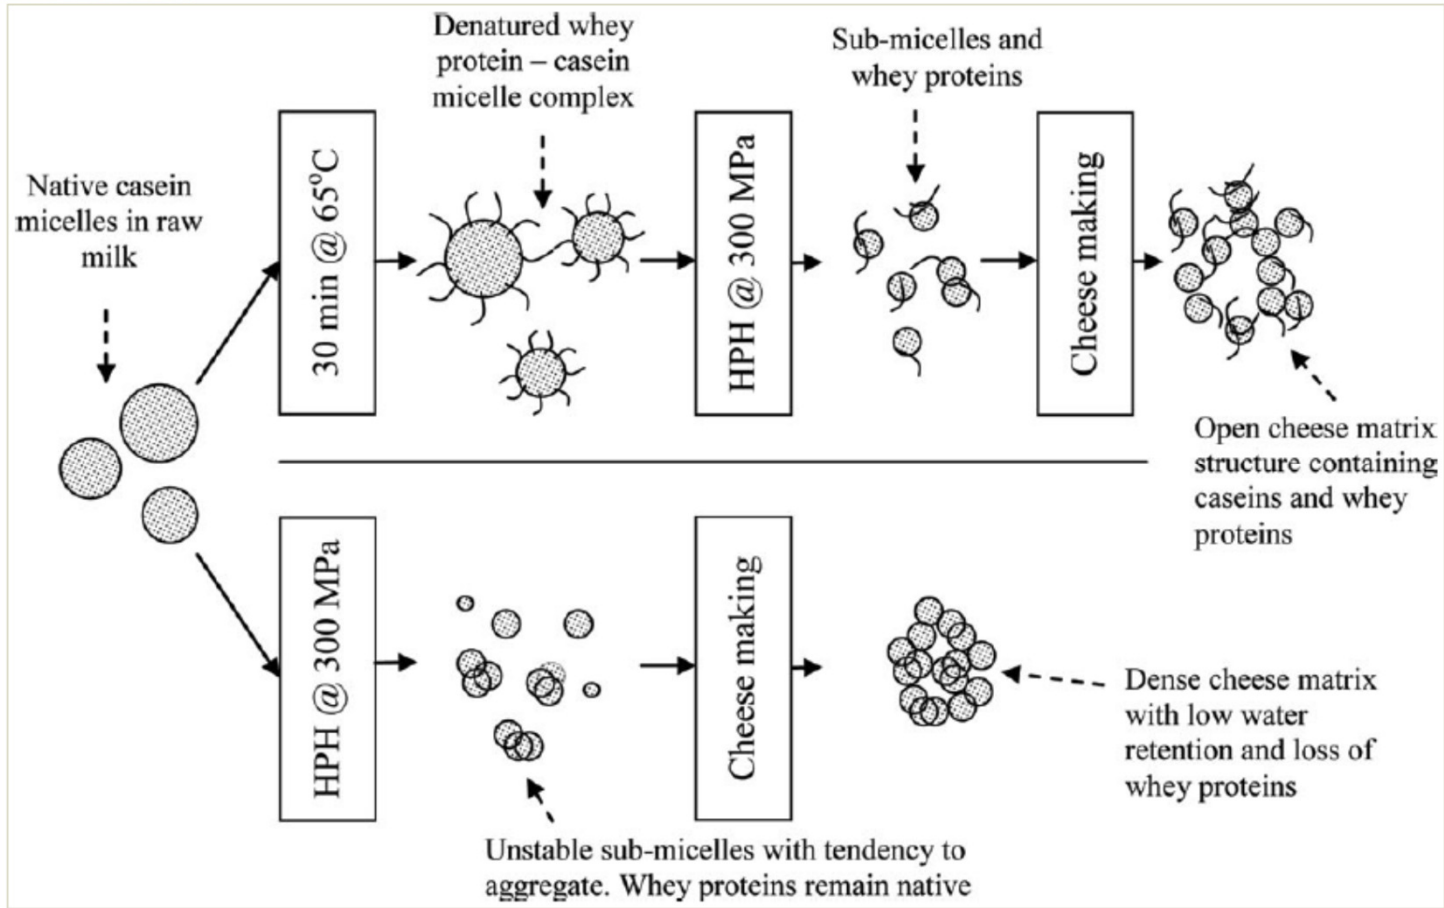 Native casein
micelles in raw
milk
30 min @ 65°C
Denatured whey
protein – casein
micelle complex
HPH @ 300 MPa
Sub-micelles and
whey proteins
Cheese making
Open cheese matrix
structure containing
caseins and whey
proteins
HPH @ 300 MPa
Unstable sub-micelles with tendency to
aggregate. Whey proteins remain native
Cheese making
Dense cheese matrix
with low water
retention and loss of
whey proteins